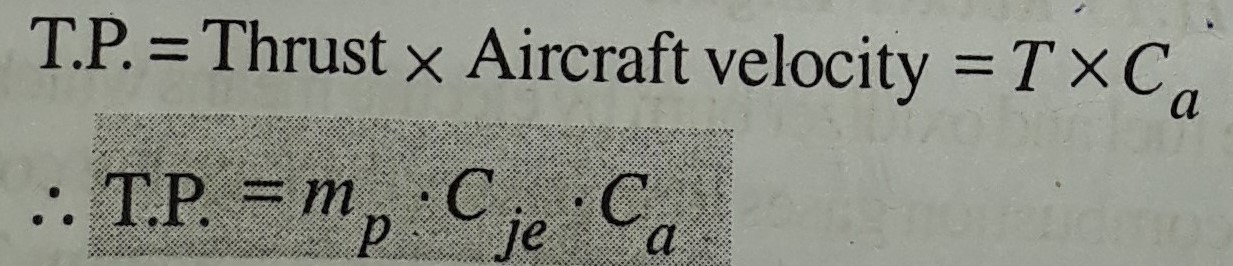 T.P. = Thrust × Aircraft velocity = T × C_a
∴ T.P. = m_p · C_je · C_a